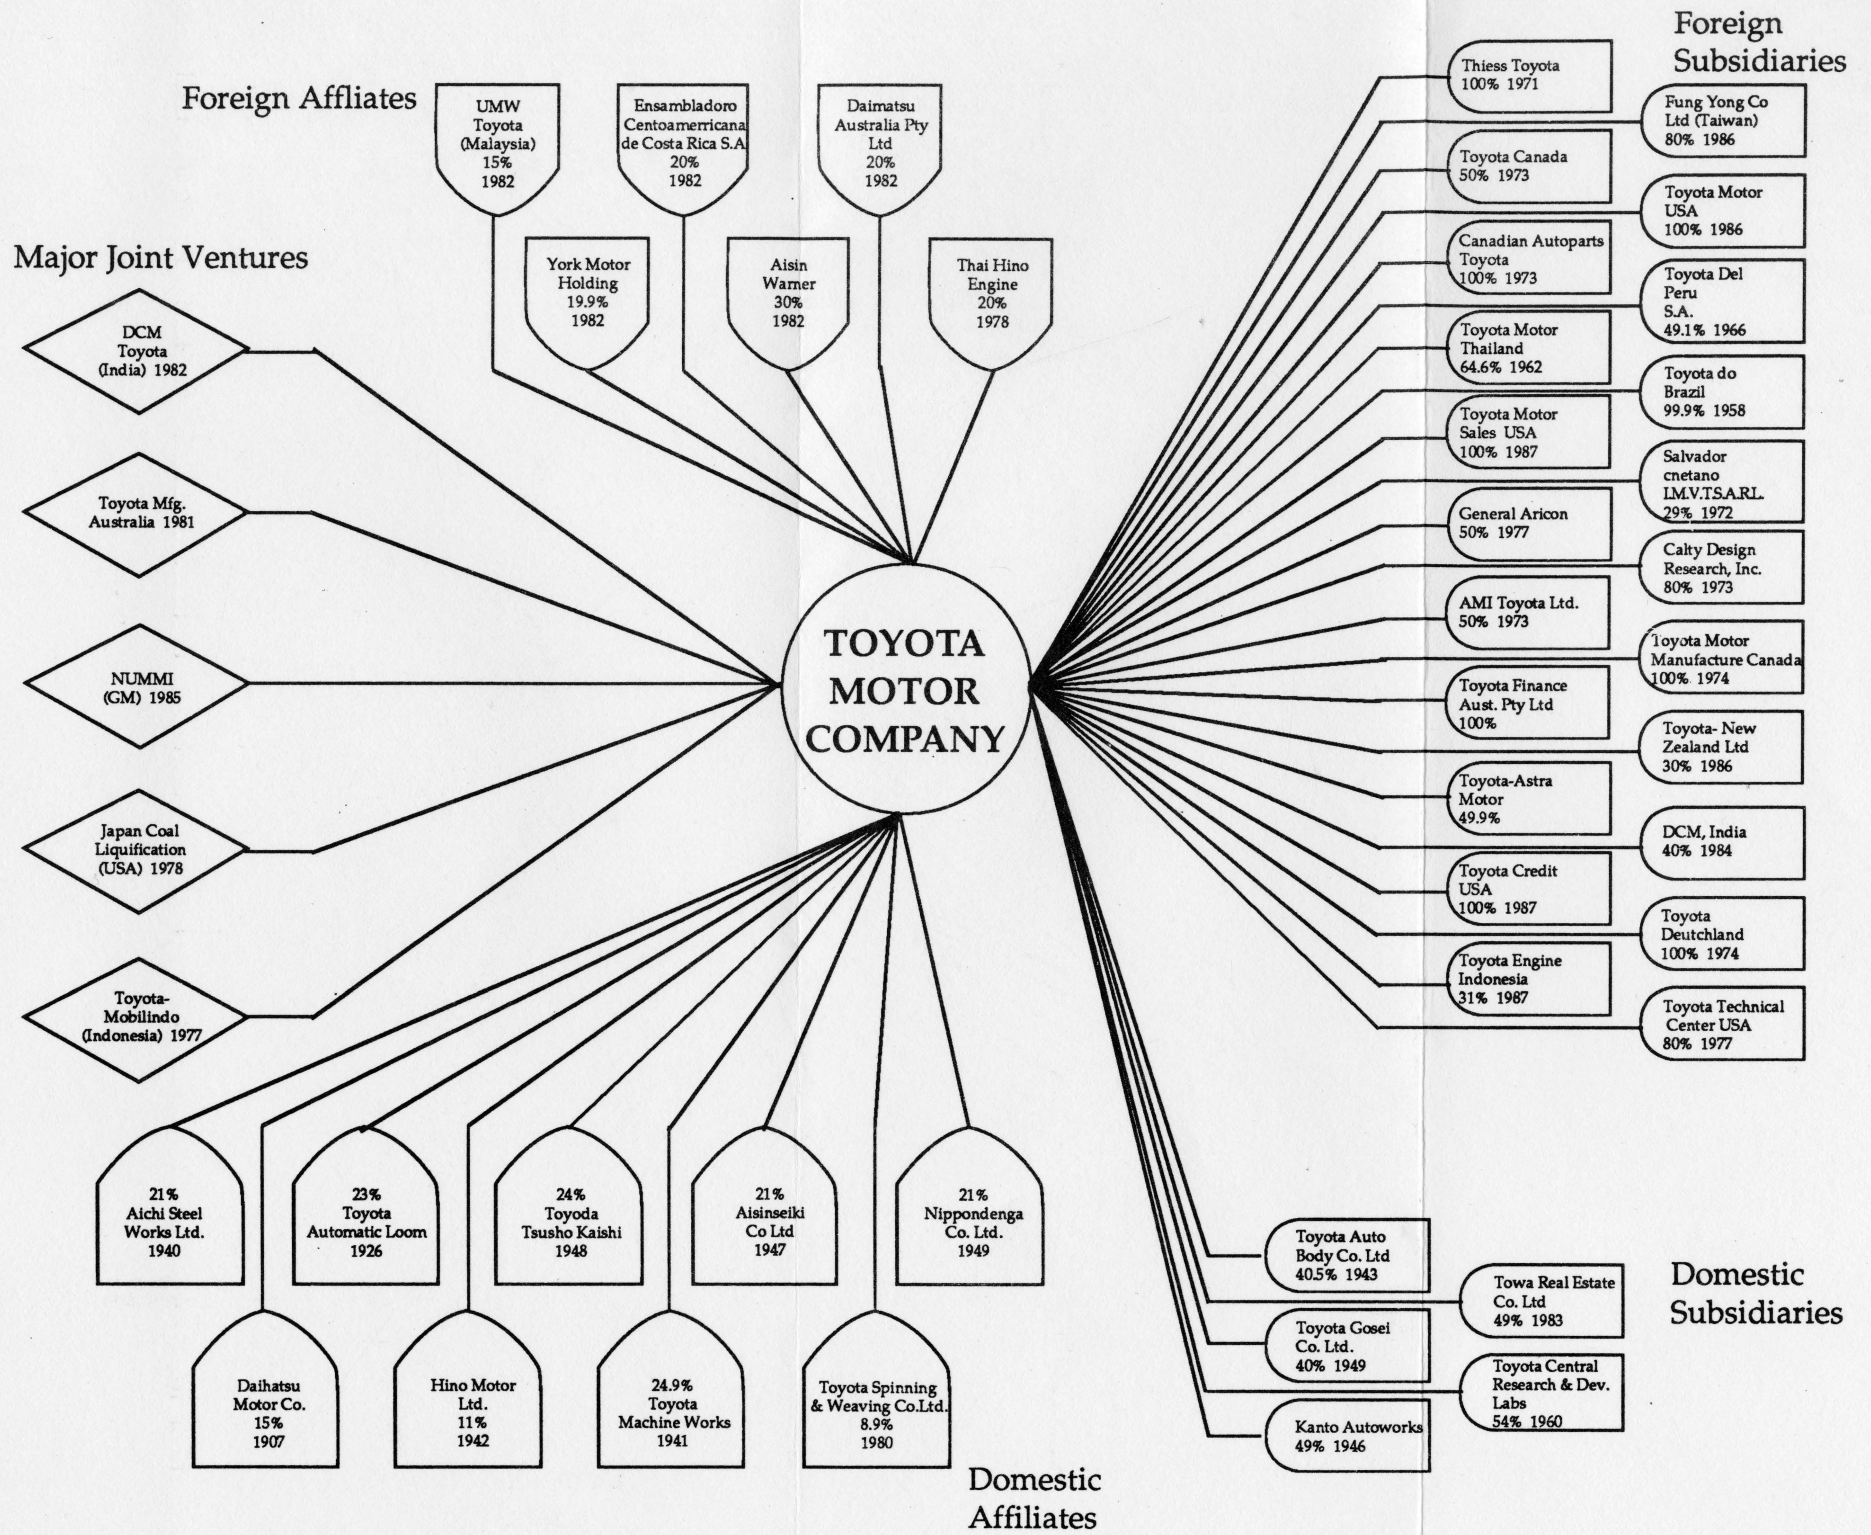 Foreign Affliates
UMW
Toyota
(Malaysia)
15%
1982
Ensambladoro
Centoamerricana
de Costa Rica S.A
20%
1982
Daimatsu
Australia Pty
Ltd
20%
1982
York Motor
Holding
19.9%
1982
Aisin
Warner
30%
1982
Thai Hino
Engine
20%
1978
Major Joint Ventures
DCM
Toyota
(India) 1982
Toyota Mfg.
Australia 1981
NUMMI
(GM) 1985
Japan Coal
Liquification
(USA) 1978
Toyota-
Mobilindo
(Indonesia) 1977
TOYOTA
MOTOR
COMPANY
Foreign
Subsidiaries
Thiess Toyota
100% 1971
Fung Yong Co
Ltd (Taiwan)
80% 1986
Toyota Canada
50% 1973
Toyota Motor
USA
100% 1986
Canadian Autoparts
Toyota
100% 1973
Toyota Del
Peru
S.A.
49.1% 1966
Toyota Motor
Thailand
64.6% 1962
Toyota do
Brazil
99.9% 1958
Toyota Motor
Sales USA
100% 1987
Salvador
cnetano
I.M.V.T.S.A.R.L.
29% 1972
General Aricon
50% 1977
Calty Design
Research, Inc.
80% 1973
AMI Toyota Ltd.
50% 1973
Toyota Motor
Manufacture Canada
100% 1974
Toyota Finance
Aust. Pty Ltd
100%
Toyota- New
Zealand Ltd
30% 1986
Toyota-Astra
Motor
49.9%
DCM, India
40% 1984
Toyota Credit
USA
100% 1987
Toyota
Deutchland
100% 1974
Toyota Engine
Indonesia
31% 1987
Toyota Technical
Center USA
80% 1977
21%
Aichi Steel
Works Ltd.
1940
23%
Toyota
Automatic Loom
1926
24%
Toyoda
Tsusho Kaishi
1948
21%
Aisinseiki
Co Ltd
1947
21%
Nippondenga
Co. Ltd.
1949
Daihatsu
Motor Co.
15%
1907
Hino Motor
Ltd.
11%
1942
24.9%
Toyota
Machine Works
1941
Toyota Spinning
& Weaving Co.Ltd.
8.9%
1980
Domestic
Affiliates
Toyota Auto
Body Co. Ltd
40.5% 1943
Towa Real Estate
Co. Ltd
49% 1983
Toyota Gosei
Co. Ltd.
40% 1949
Toyota Central
Research & Dev.
Labs
54% 1960
Kanto Autoworks
49% 1946
Domestic
Subsidiaries